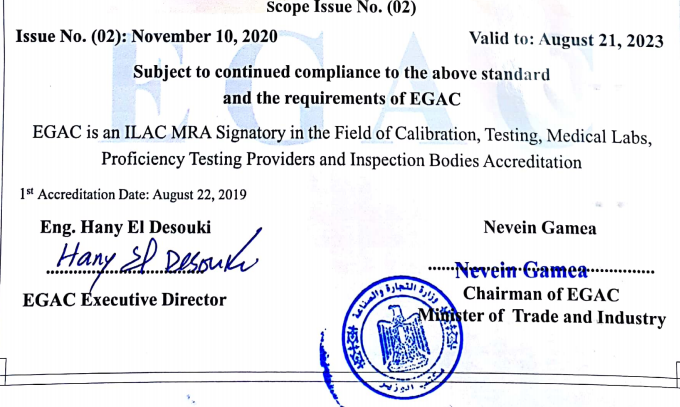 Scope Issue No. (02)
Issue No. (02): November 10, 2020 Valid to: August 21, 2023
Subject to continued compliance to the above standard
and the requirements of EGAC
EGAC
EGAC is an ILAC MRA Signatory in the Field of Calibration, Testing, Medical Labs,
Proficiency Testing Providers and Inspection Bodies Accreditation
1st Accreditation Date: August 22, 2019
Eng. Hany El Desouki Nevein Gamea
Hany El Desouki Nevein Gamea
EGAC Executive Director Chairman of EGAC
Minister of Trade and Industry
وزارة التجارة والصناعة
مكتب الوزير